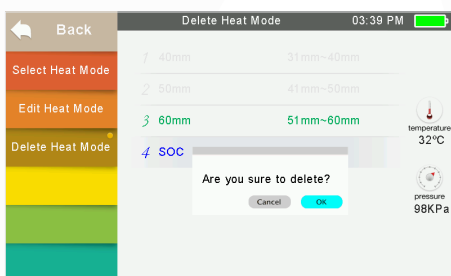 Back
Delete Heat Mode 03:39 PM
Select Heat Mode
Edit Heat Mode
Delete Heat Mode
1 40mm 31mm~40mm
2 50mm 41mm~50mm
3 60mm 51mm~60mm
4 SOC
Are you sure to delete?
Cancel OK
temperature
32°C
pressure
98KPa